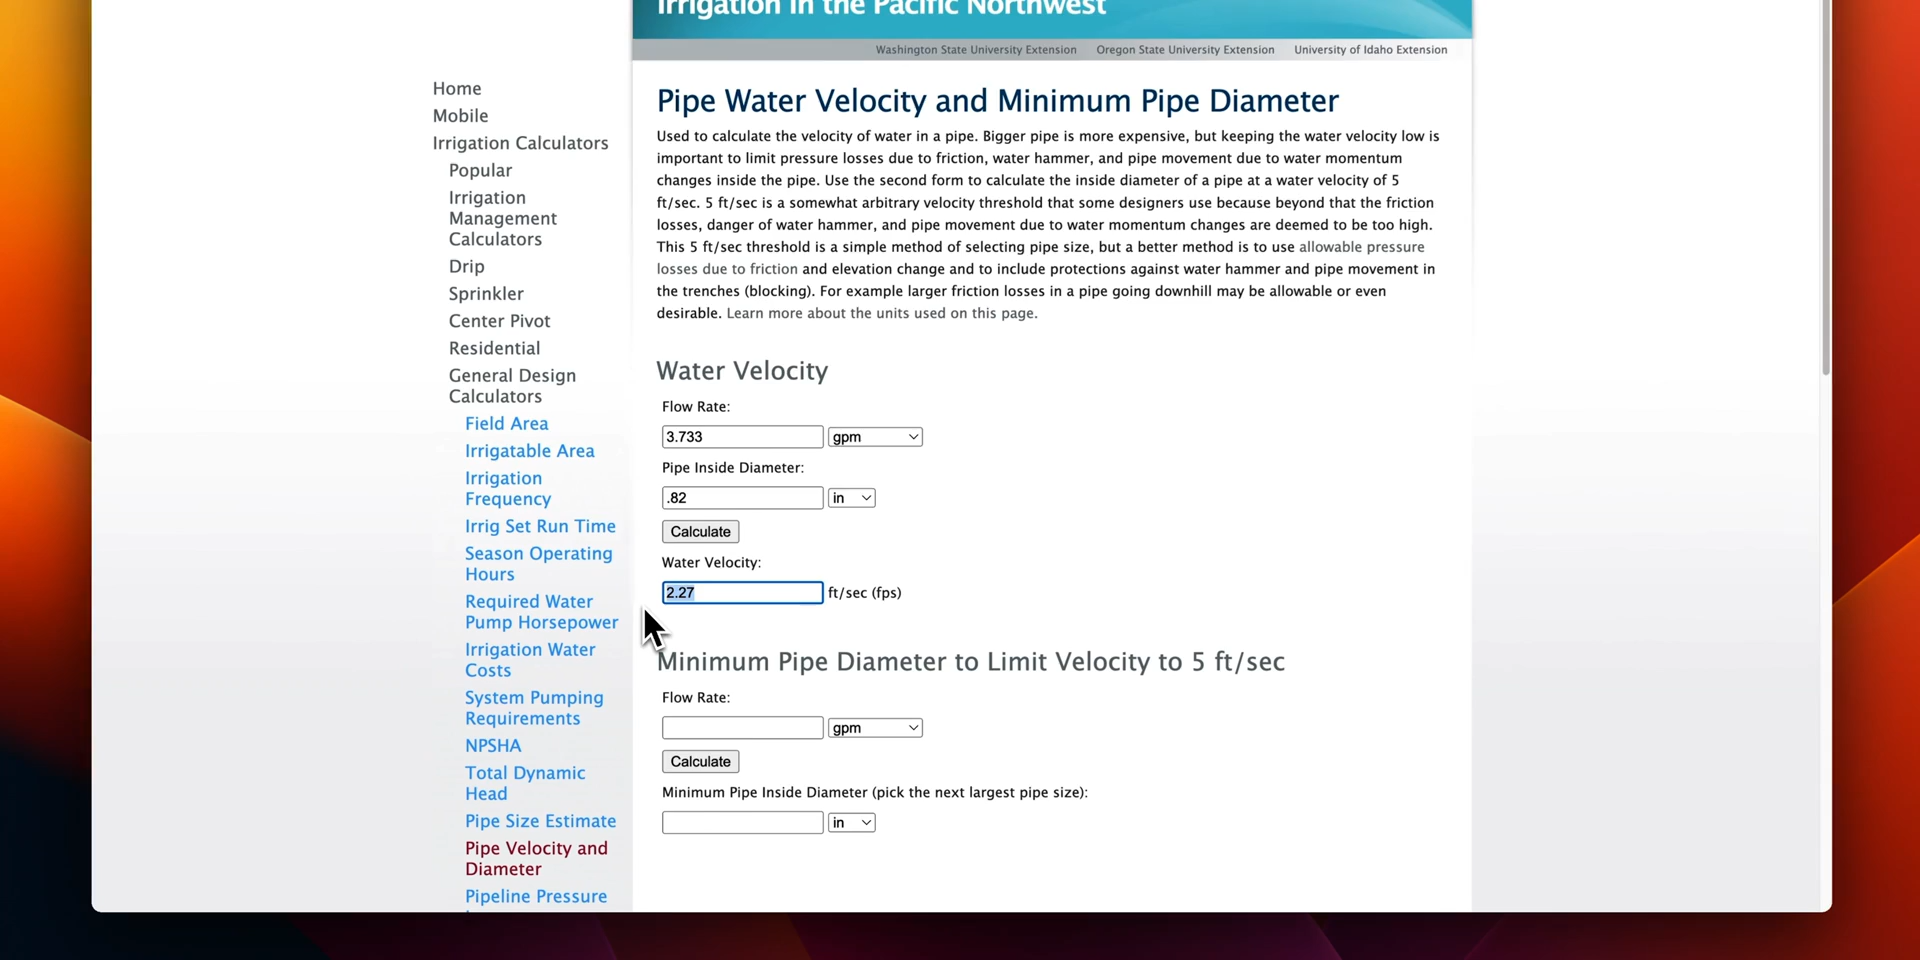 Irrigation in the Pacific Northwest
Washington State University Extension Oregon State University Extension University of Idaho Extension
Home
Mobile
Irrigation Calculators
Popular
Irrigation
Management
Calculators
Drip
Sprinkler
Center Pivot
Residential
General Design
Calculators
Field Area
Irrigatable Area
Irrigation
Frequency
Irrig Set Run Time
Season Operating
Hours
Required Water
Pump Horsepower
Irrigation Water
Costs
System Pumping
Requirements
NPSHA
Total Dynamic
Head
Pipe Size Estimate
Pipe Velocity and
Diameter
Pipeline Pressure
Pipe Water Velocity and Minimum Pipe Diameter
Used to calculate the velocity of water in a pipe. Bigger pipe is more expensive, but keeping the water velocity low is
important to limit pressure losses due to friction, water hammer, and pipe movement due to water momentum
changes inside the pipe. Use the second form to calculate the inside diameter of a pipe at a water velocity of 5
ft/sec. 5 ft/sec is a somewhat arbitrary velocity threshold that some designers use because beyond that the friction
losses, danger of water hammer, and pipe movement due to water momentum changes are deemed to be too high.
This 5 ft/sec threshold is a simple method of selecting pipe size, but a better method is to use allowable pressure
losses due to friction and elevation change and to include protections against water hammer and pipe movement in
the trenches (blocking). For example larger friction losses in a pipe going downhill may be allowable or even
desirable. Learn more about the units used on this page.
Water Velocity
Flow Rate:
3.733 gpm
Pipe Inside Diameter:
.82 in
Calculate
Water Velocity:
2.27 ft/sec (fps)
Minimum Pipe Diameter to Limit Velocity to 5 ft/sec
Flow Rate:
gpm
Calculate
Minimum Pipe Inside Diameter (pick the next largest pipe size):
in